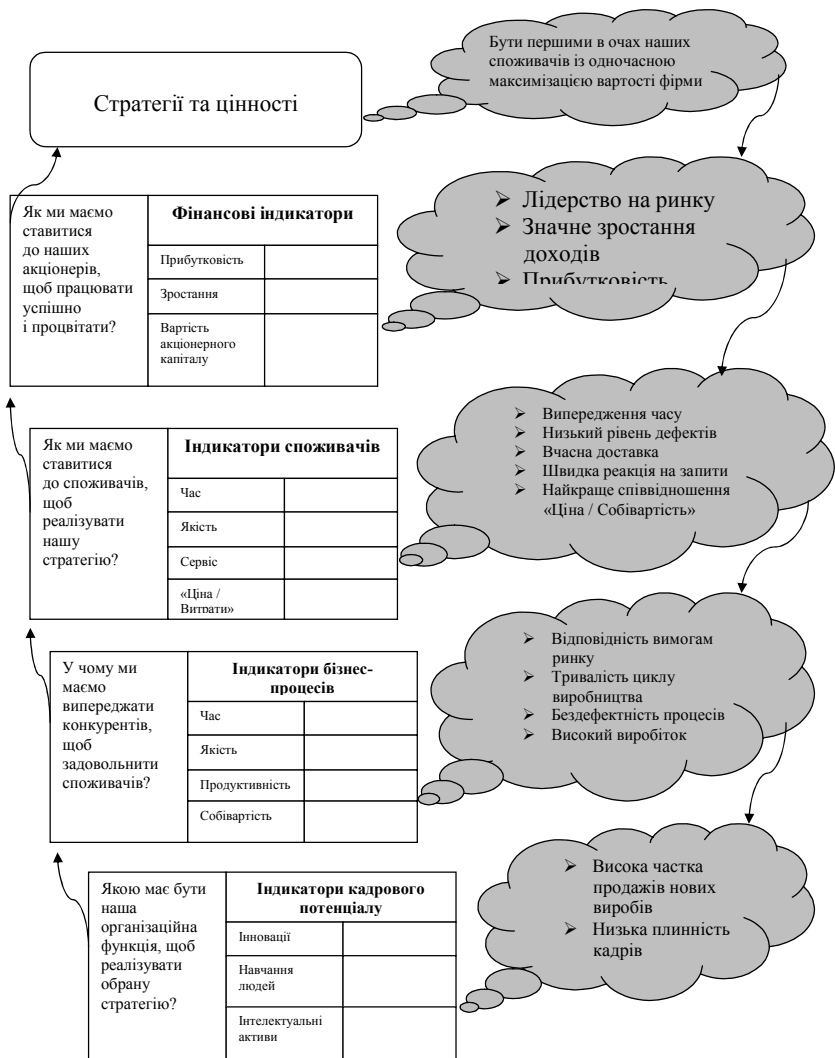 Бути першими в очах наших
споживачів із одночасною
максимізацією вартості фірми
Стратегії та цінності
Як ми маємо
ставитися
до наших
акціонерів,
щоб працювати
успішно
і процвітати?
Фінансові індикатори
Прибутковість
Зростання
Вартість
акціонерного
капіталу
➢ Лідерство на ринку
➢ Значне зростання
доходів
➢ Прибутковість
Як ми маємо
ставитися
до споживачів,
щоб
реалізувати
нашу
стратегію?
Індикатори споживачів
Час
Якість
Сервіс
«Ціна /
Витрати»
➢ Випередження часу
➢ Низький рівень дефектів
➢ Вчасна доставка
➢ Швидка реакція на запити
➢ Найкраще співвідношення
«Ціна / Собівартість»
У чому ми
маємо
випереджати
конкурентів,
щоб
задовольнити
споживачів?
Індикатори бізнес-
процесів
Час
Якість
Продуктивність
Собівартість
➢ Відповідність вимогам
ринку
➢ Тривалість циклу
виробництва
➢ Бездефектність процесів
➢ Високий виробіток
Якою має бути
наша
організаційна
функція, щоб
реалізувати
обрану
стратегію?
Індикатори кадрового
потенціалу
Інновації
Навчання
людей
Інтелектуальні
активи
➢ Висока частка
продажів нових
виробів
➢ Низька плинність
кадрів